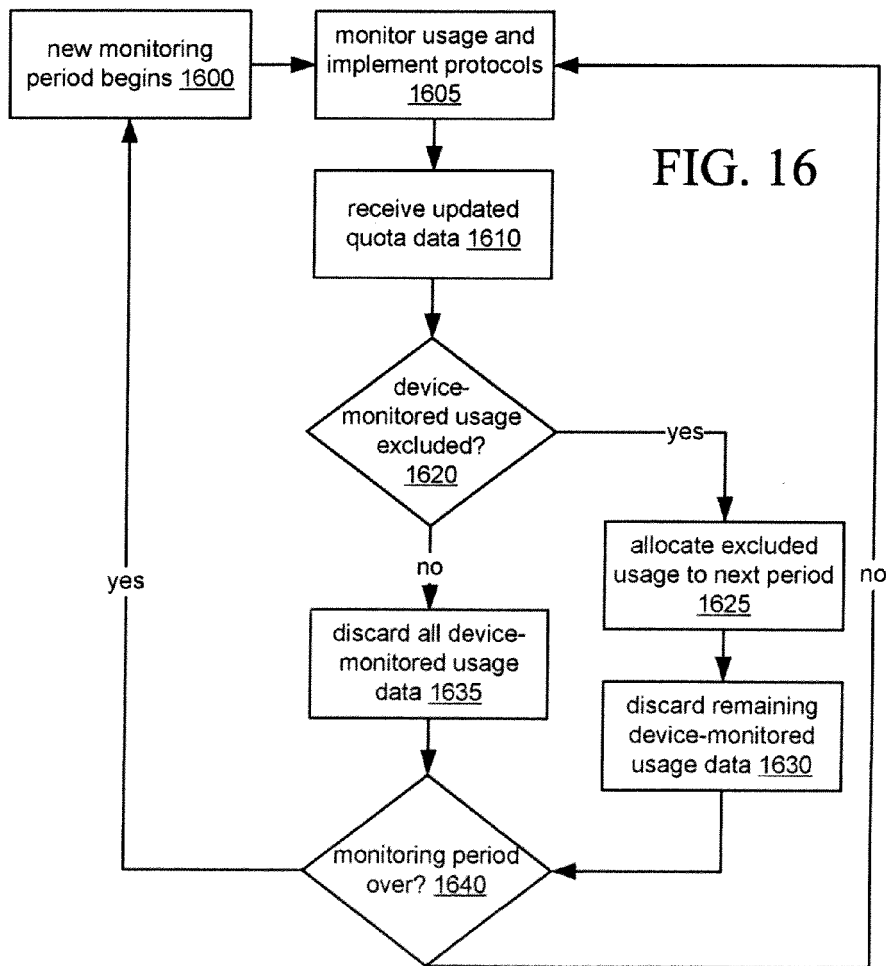 new monitoring
period begins 1600
monitor usage and
implement protocols
1605
FIG. 16
receive updated
quota data 1610
device-
monitored usage
excluded?
1620
yes
no
allocate excluded
usage to next period
1625
no
yes
discard all device-
monitored usage
data 1635
discard remaining
device-monitored
usage data 1630
monitoring period
over? 1640